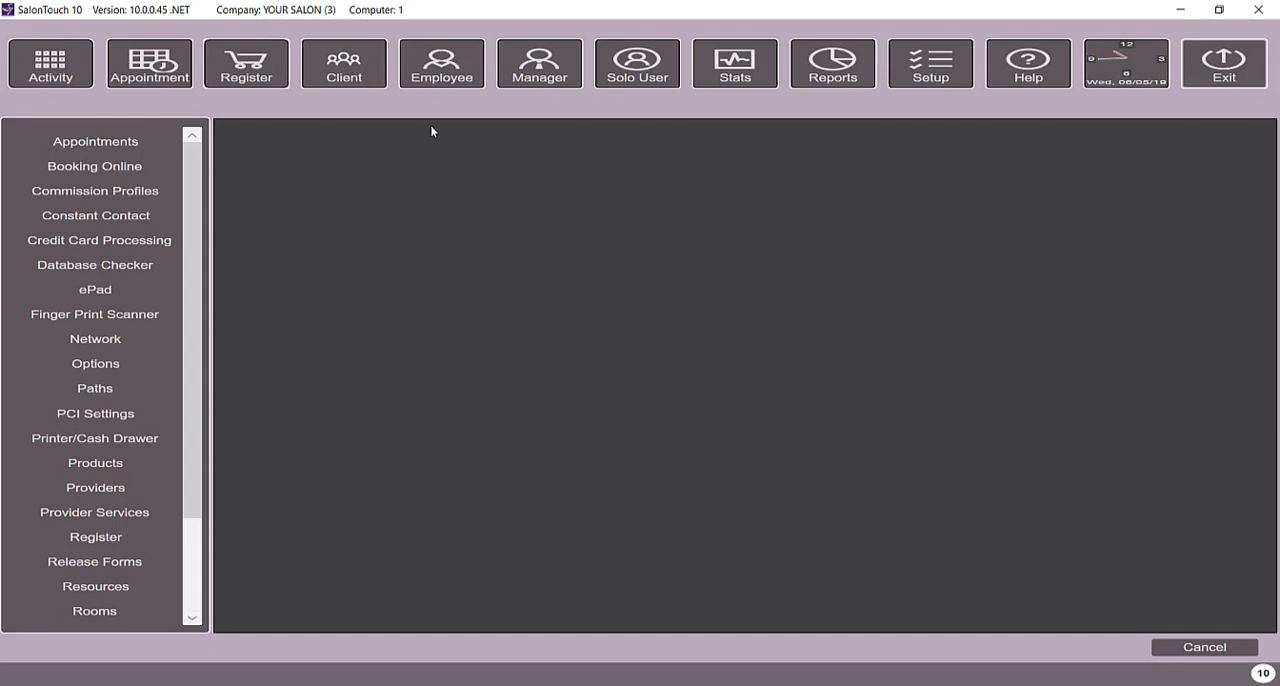 SalonTouch 10 Version: 10.0.0.45 .NET Company: YOUR SALON (3) Computer: 1
Activity Appointment Register Client Employee Manager Solo User Stats Reports Setup Help Exit
12
9 3
6
Wed, 06/05/19
Appointments
Booking Online
Commission Profiles
Constant Contact
Credit Card Processing
Database Checker
ePad
Finger Print Scanner
Network
Options
Paths
PCI Settings
Printer/Cash Drawer
Products
Providers
Provider Services
Register
Release Forms
Resources
Rooms
Cancel
10